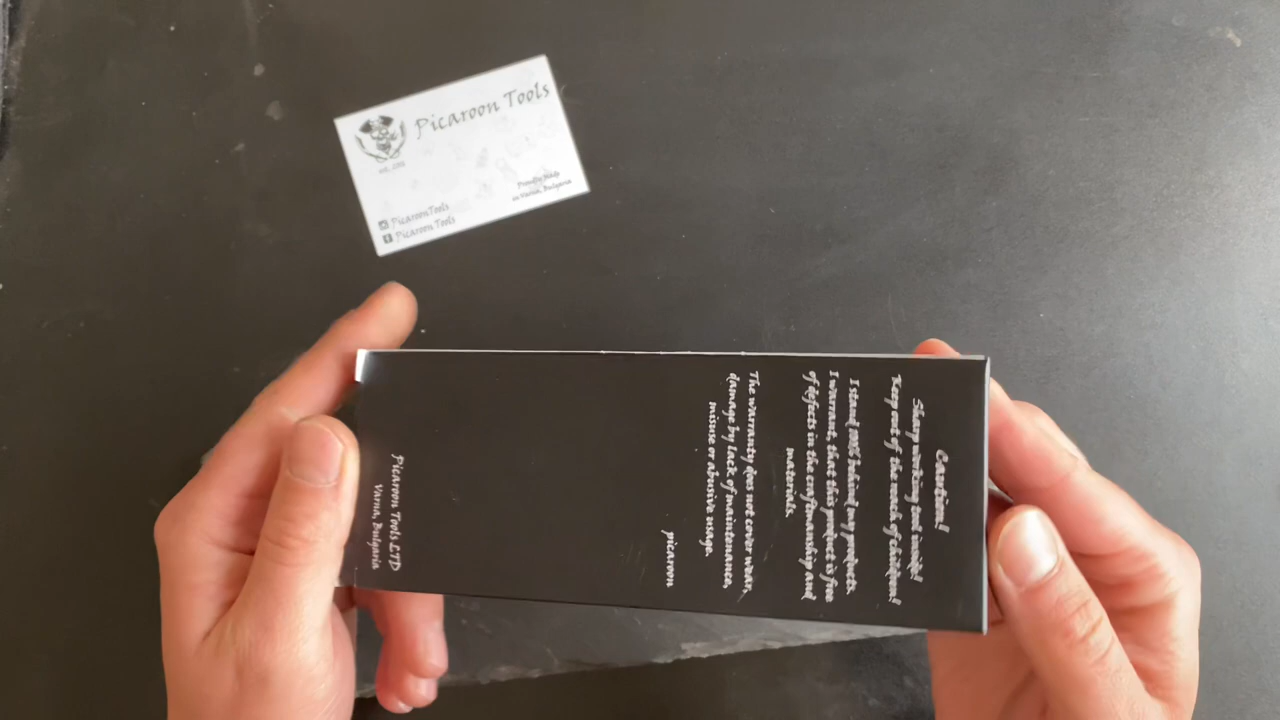 Picaroon Tools
PicaroonTools
Picaroon Tools
Proudly Made
in Varna, Bulgaria
Caution!
Sharp working tool inside!
Keep out of the reach of children!
I stand 100% behind my products.
I warrant, that this product is free
of defects in the craftmanship and
materials.
The warranty does not cover wear,
damage by lack of maintenance,
misuse or abusive usage.
picaroon
Picaroon Tools LTD
Varna, Bulgaria